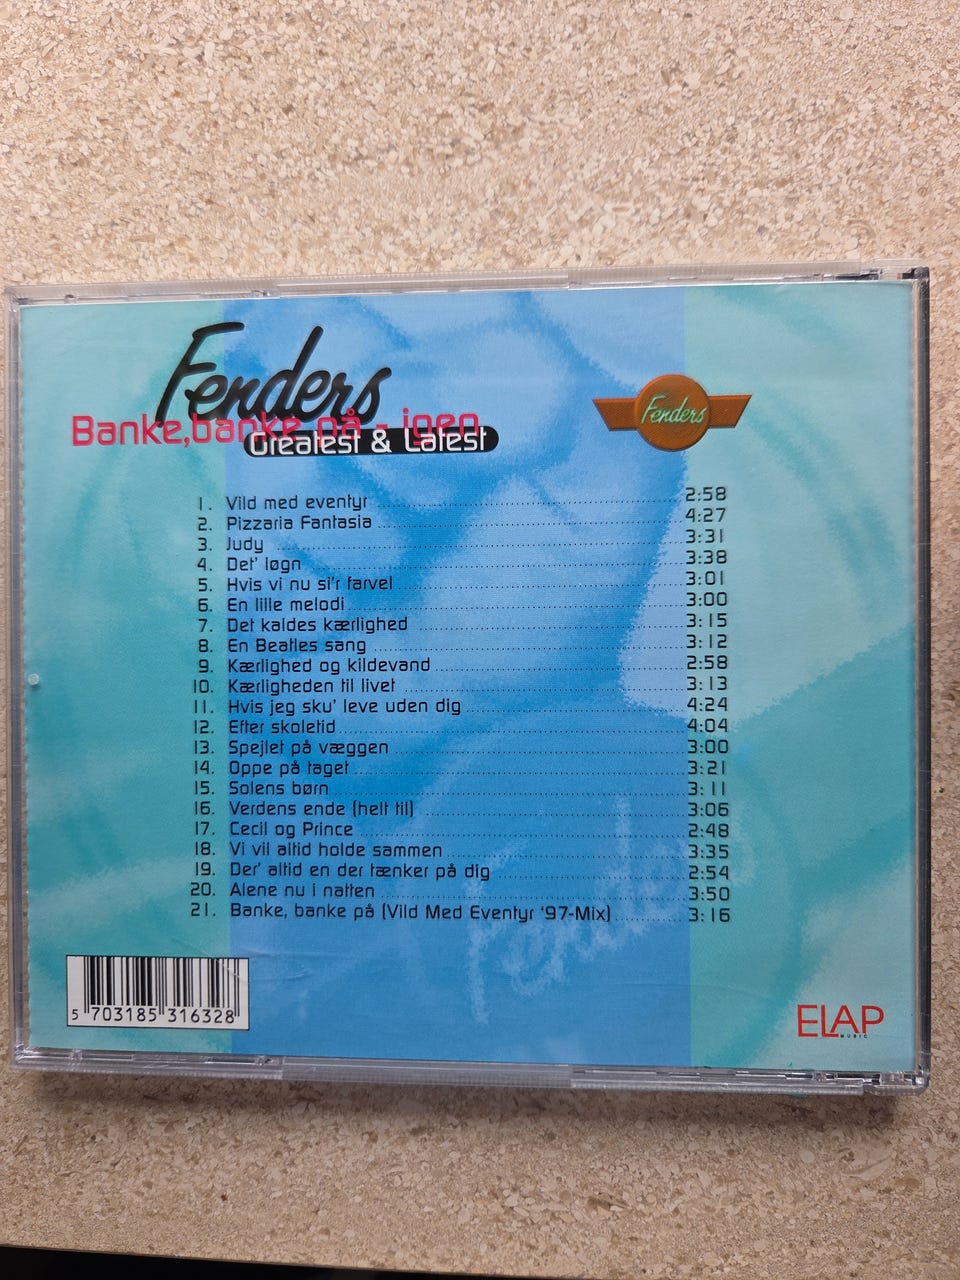 Fenders
Banke, banke på - igen
Greatest & Latest
Fenders
1. Vild med eventyr 2:58
2. Pizzaria Fantasia 4:27
3. Judy 3:31
4. Det' løgn 3:38
5. Hvis vi nu si'r farvel 3:01
6. En lille melodi 3:00
7. Det kaldes kærlighed 3:15
8. En Beatles sang 3:12
9. Kærlighed og kildevand 2:58
10. Kærligheden til livet 3:13
11. Hvis jeg sku' leve uden dig 4:24
12. Efter skoletid 4:04
13. Spejlet på væggen 3:00
14. Oppe på taget 3:21
15. Solens børn 3:11
16. Verdens ende (helt til) 3:06
17. Cecil og Prince 2:48
18. Vi vil altid holde sammen 3:35
19. Der' altid en der tænker på dig 2:54
20. Alene nu i natten 3:50
21. Banke, banke på (Vild Med Eventyr '97-Mix) 3:16
Fenders
5 703185 316328
ELAP
MUSIC